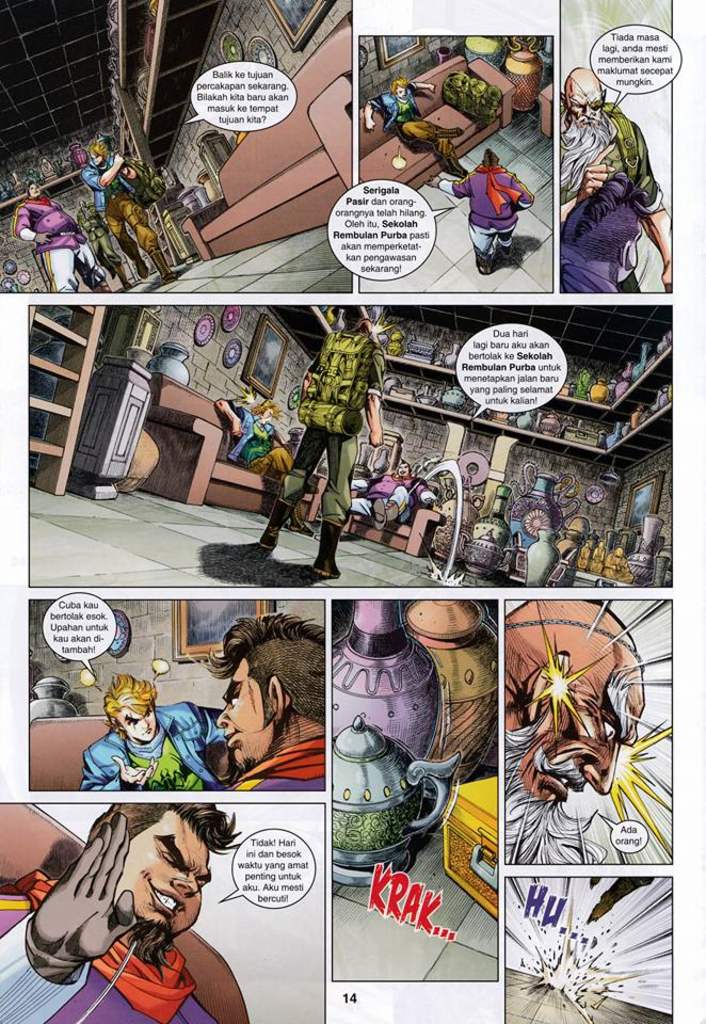 Balik ke tujuan
percakapan sekarang.
Bilakah kita baru akan
masuk ke tempat
tujuan kita?
Serigala
Pasir dan orang-
orangnya telah hilang.
Oleh itu, Sekolah
Rembulan Purba pasti
akan memperketat-
kan pengawasan
sekarang!
Tiada masa
lagi, anda mesti
memberikan
maklumat secepat
mungkin.
Dua hari
lagi baru aku akan
bertolak ke Sekolah
Rembulan Purba untuk
menetapkan jalan baru
yang paling selamat
untuk kalian!
Cuba kau
bertolak esok.
Upahan untuk
kau akan di-
tambah!
Tidak! Hari
ini dan besok
waktu yang amat
penting untuk
aku. Aku mesti
bercuti!
KRAK...
Ada
orang!
HU...
14